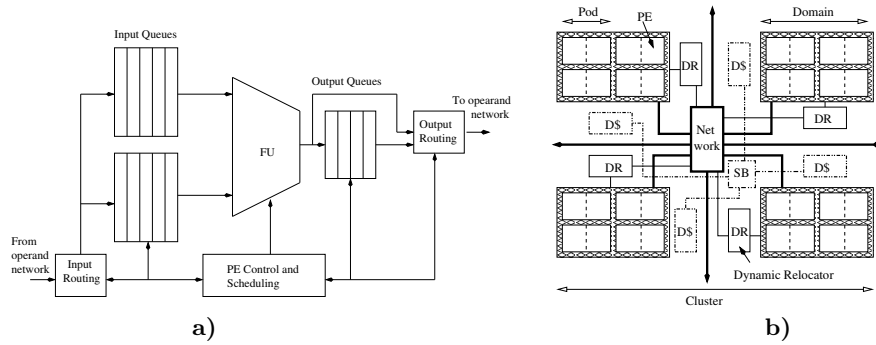 Input Queues
FU
Output Queues
To opearand
network
Output
Routing
From
operand
network
Input
Routing
PE Control and
Scheduling
a)
Pod
PE
Domain
DR
D$
DR
D$
Net
work
DR
SB
D$
D$
DR
Dynamic Relocator
Cluster
b)